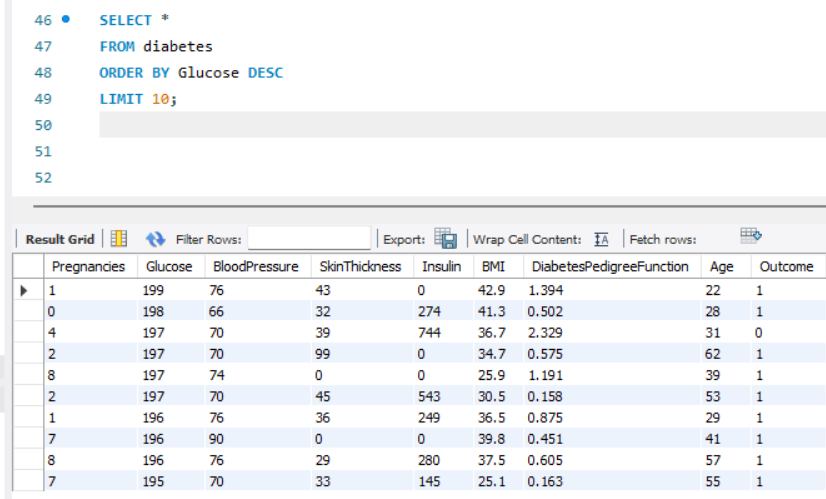 46 SELECT *
47 FROM diabetes
48 ORDER BY Glucose DESC
49 LIMIT 10;
50
51
52
Result Grid Filter Rows: Export: Wrap Cell Content: IA Fetch rows:
Pregnancies Glucose BloodPressure SkinThickness Insulin BMI DiabetesPedigreeFunction Age Outcome
1 199 76 43 0 42.9 1.394 22 1
0 198 66 32 274 41.3 0.502 28 1
4 197 70 39 744 36.7 2.329 31 0
2 197 70 99 0 34.7 0.575 62 1
8 197 74 0 0 25.9 1.191 39 1
2 197 70 45 543 30.5 0.158 53 1
1 196 76 36 249 36.5 0.875 29 1
7 196 90 0 0 39.8 0.451 41 1
8 196 76 29 280 37.5 0.605 57 1
7 195 70 33 145 25.1 0.163 55 1